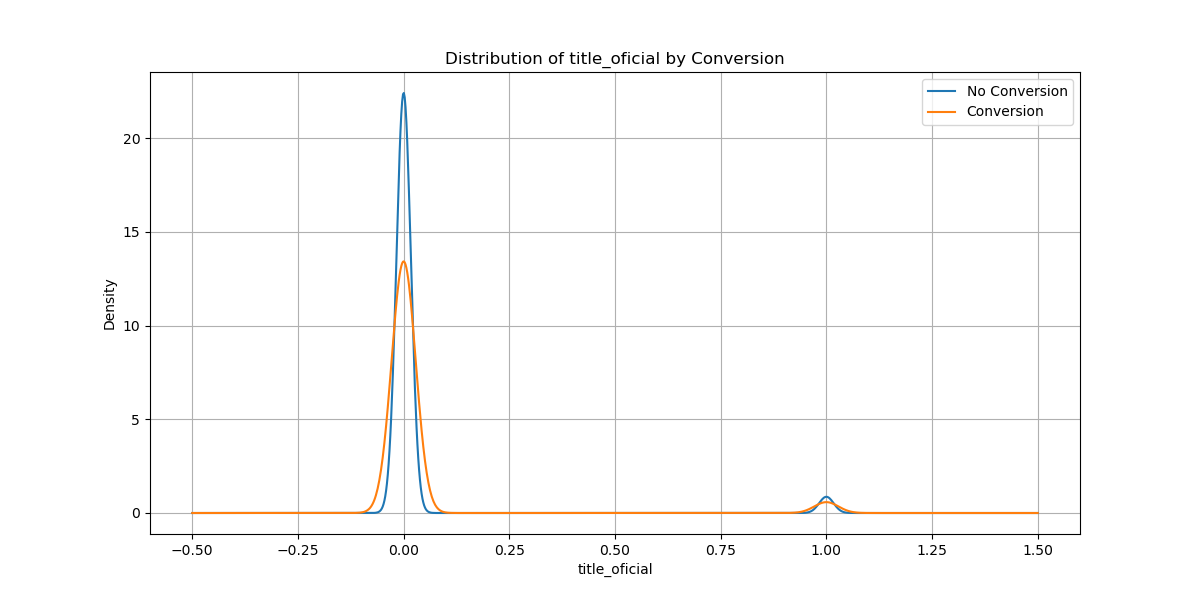 Distribution of title_oficial by Conversion
No Conversion
Conversion
Density
20
15
10
5
0
−0.50 −0.25 0.00 0.25 0.50 0.75 1.00 1.25 1.50
title_oficial